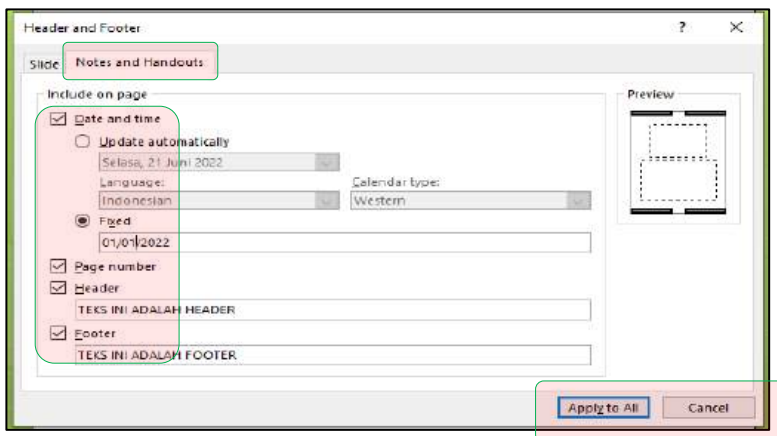 Header and Footer ? ×
Slide Notes and Handouts
Include on page Preview
Date and time
Update automatically
Selasa, 21 Juni 2022
Language: Calendar type:
Indonesian Western
Fixed
01/01/2022
Page number
Header
TEKS INI ADALAH HEADER
Footer
TEKS INI ADALAH FOOTER
Apply to All Cancel